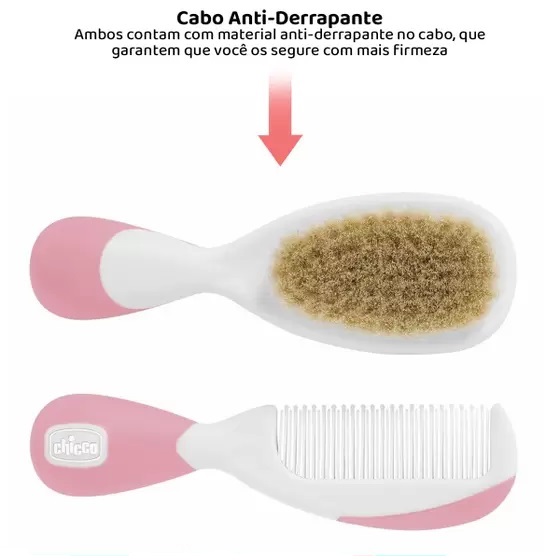 Cabo Anti-Derrapante
Ambos contam com material anti-derrapante no cabo, que
garantem que você os segure com mais firmeza
chicco